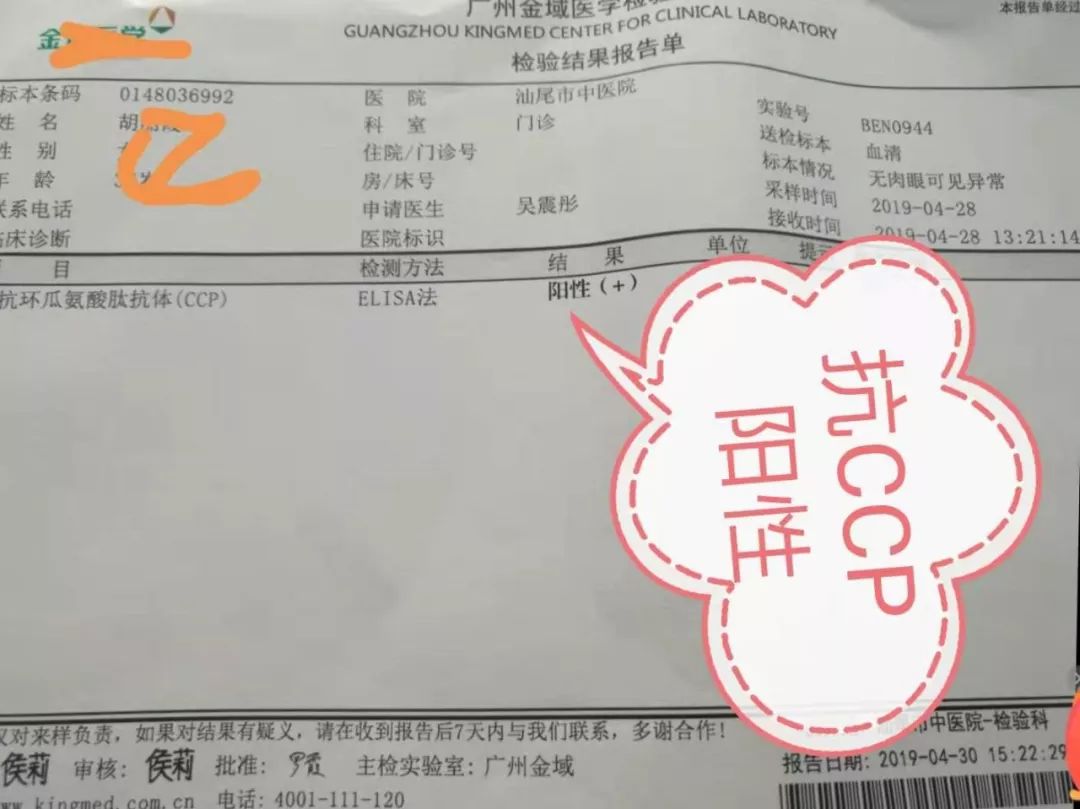 广州金域医学检验
GUANGZHOU KINGMED CENTER FOR CLINICAL LABORATORY
检验结果报告单
本报告单经过
标本条码 0148036992 医 院 汕尾市中医院 实验号 BEN0944
姓 名 胡 科 室 门诊 送检标本 血清
性 别 住院/门诊号 标本情况 无肉眼可见异常
年 龄 房/床号 采样时间 2019-04-28
联系电话 申请医生 吴震彤 接收时间 2019-04-28 13:21:14
临床诊断 医院标识
目 检测方法 结 果 单位 提示
抗环瓜氨酸肽抗体(CCP) ELISA法 阳性(+)
抗CCP
阳性
仅对来样负责，如果对结果有疑义，请在收到报告后7天内与我们联系，多谢合作！
市中医院-检验科
侯莉 审核: 侯莉 批准: 主检实验室: 广州金域
报告日期: 2019-04-30 15:22:29
www.kingmed.com.cn 电话: 4001-111-120